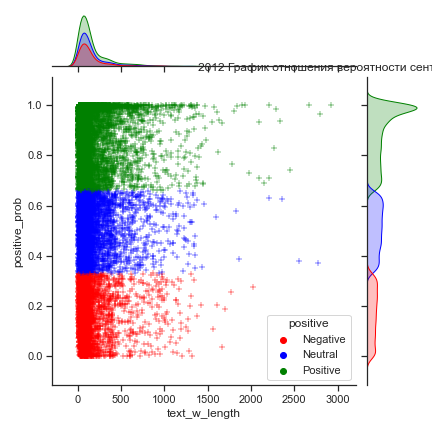 2012 График отношения вероятности
positive_prob
1.0
0.8
0.6
0.4
0.2
0.0
positive
Negative
Neutral
Positive
0
500
1000
1500
2000
2500
3000
text_w_length